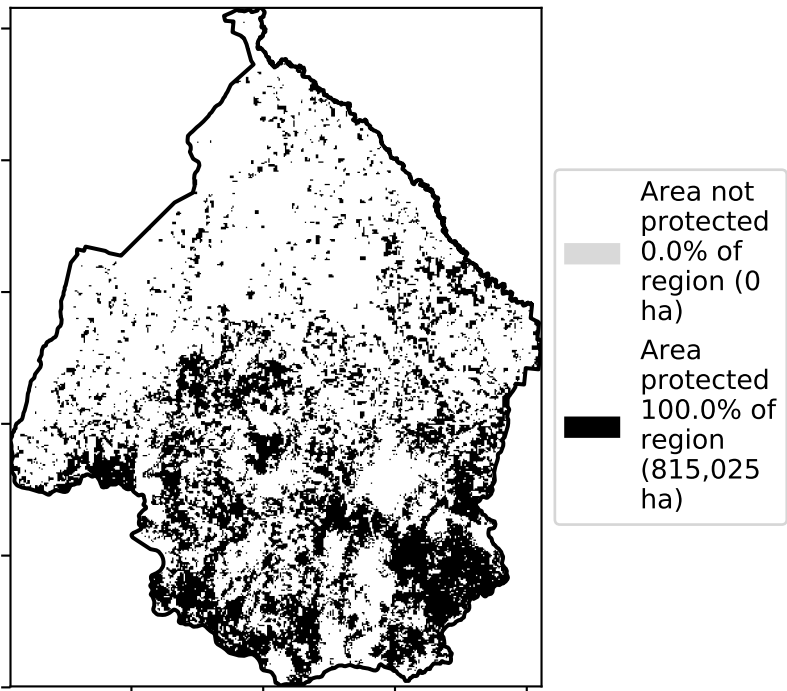 Area not
protected
0.0% of
region (0
ha)
Area
protected
100.0% of
region
(815,025
ha)